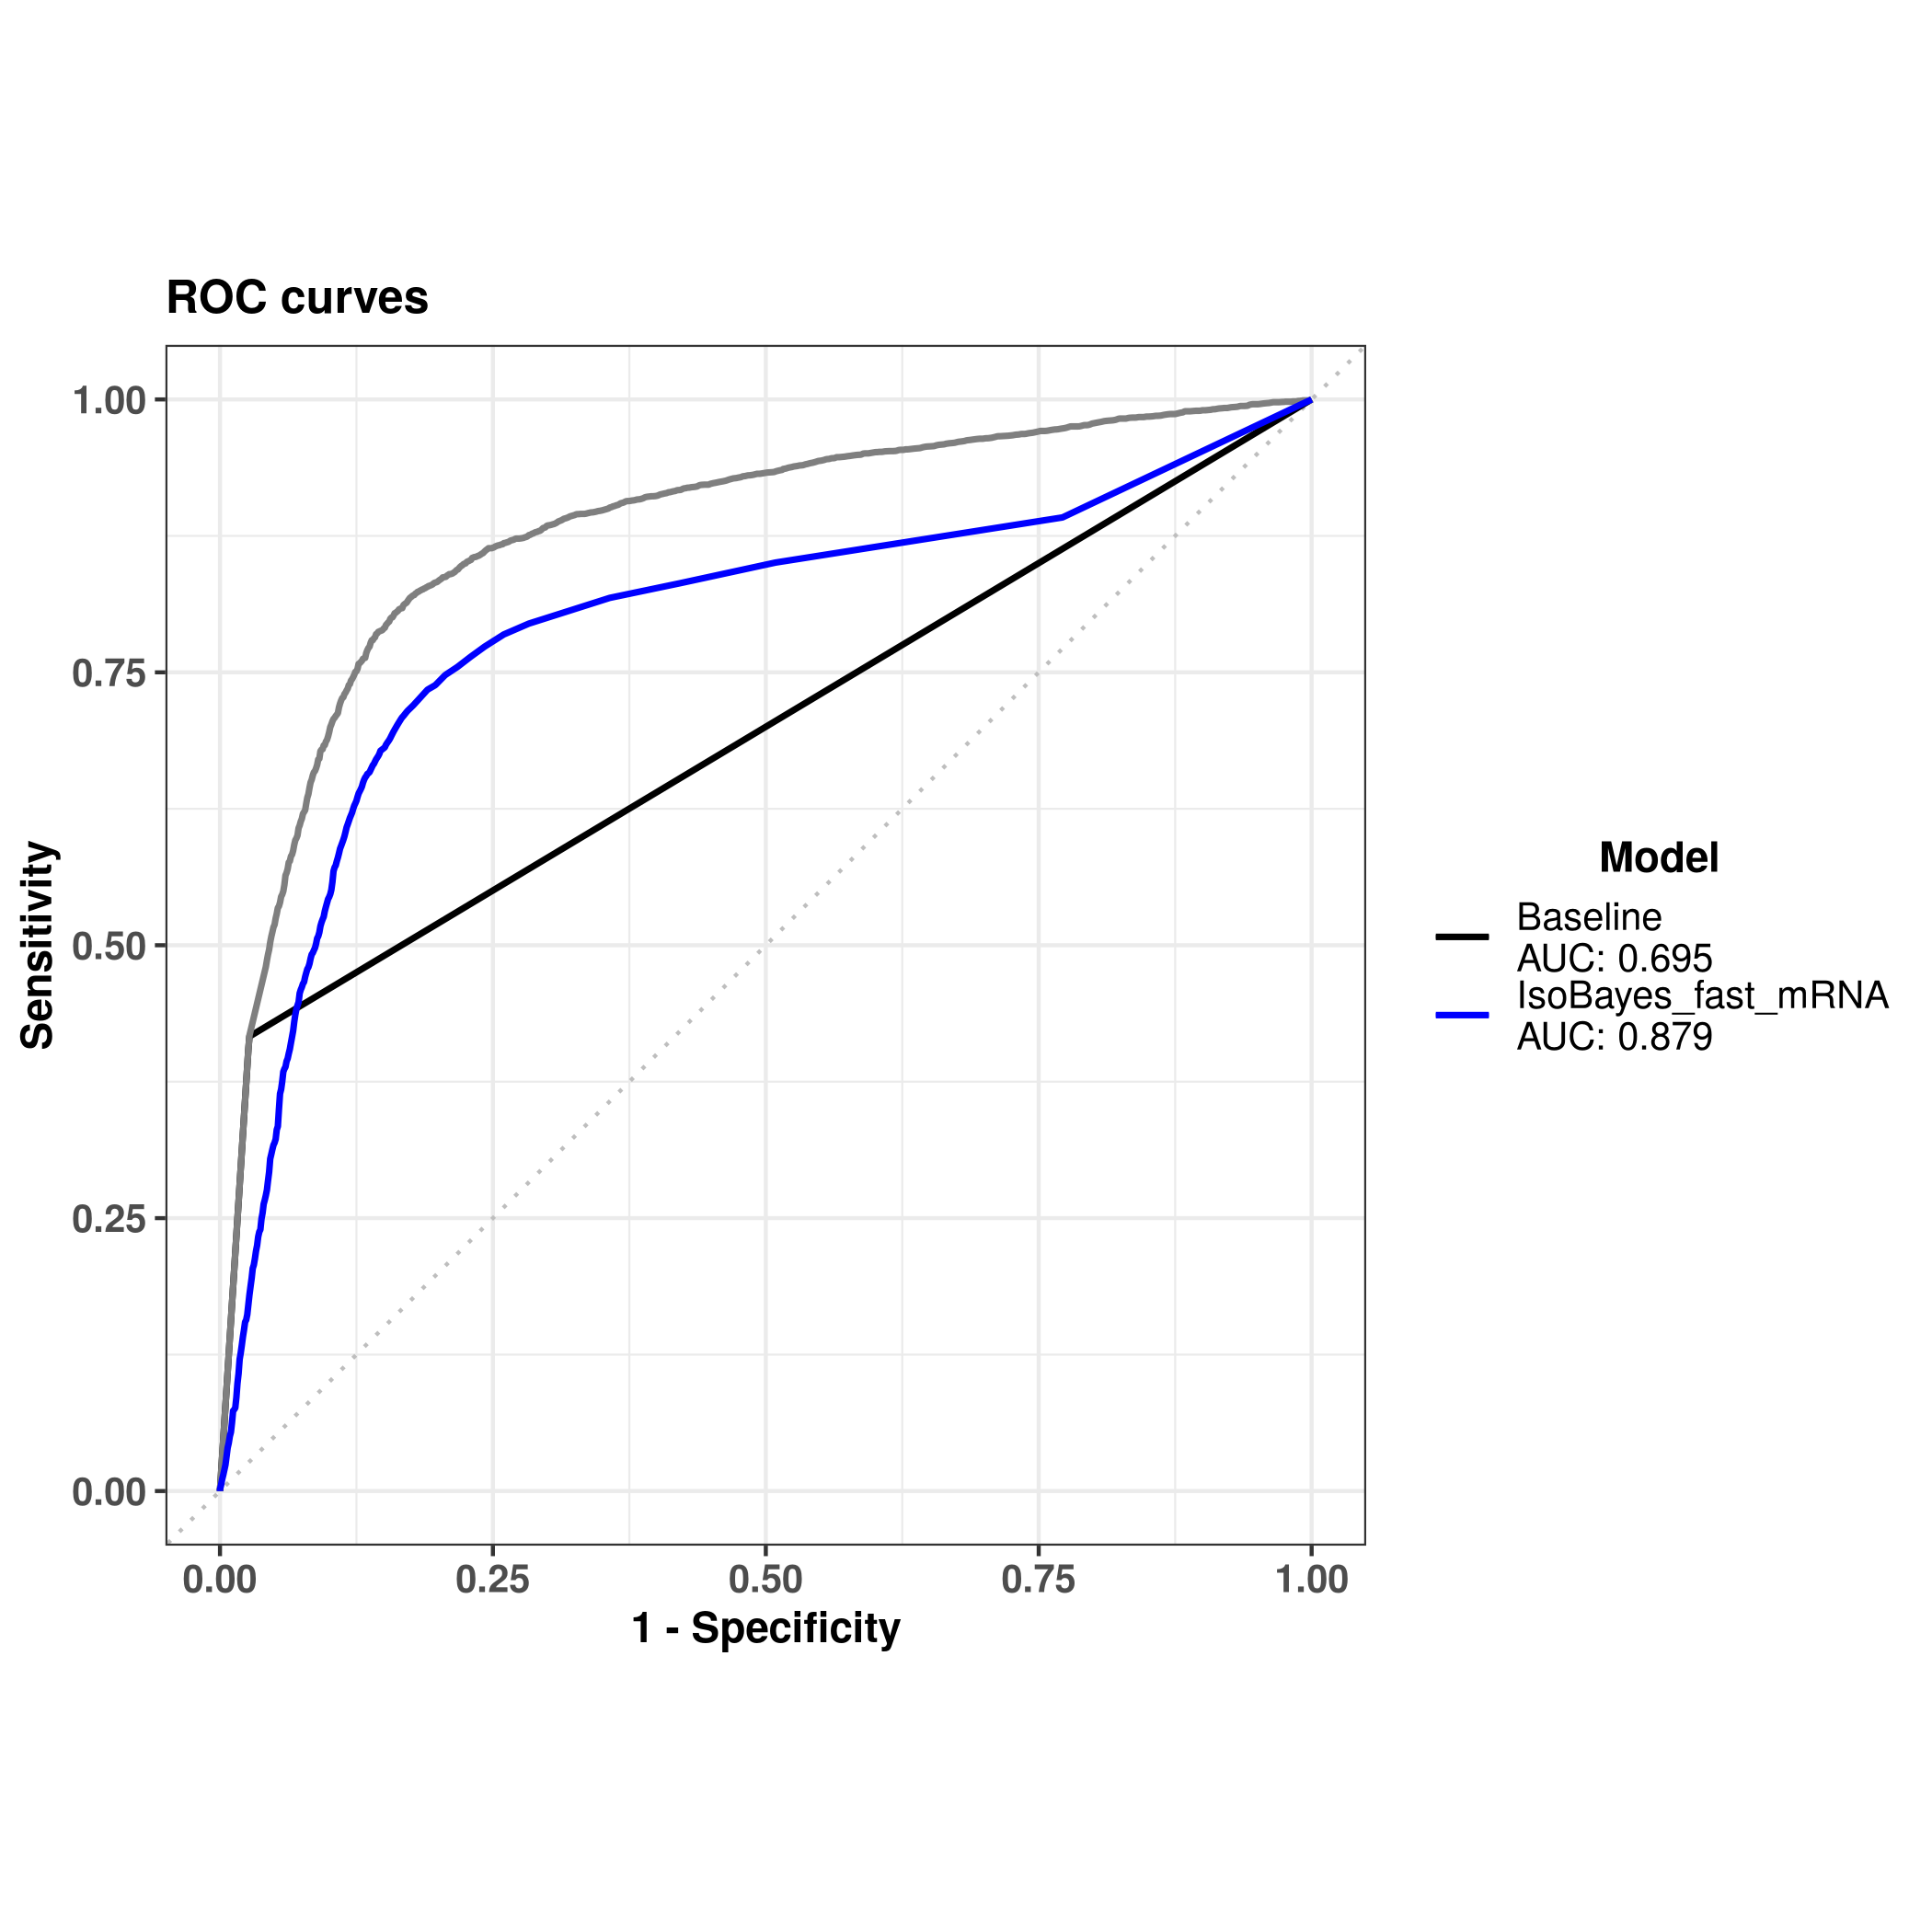 ROC curves
1.00
0.75
0.50
0.25
0.00
Sensitivity
0.00 0.25 0.50 0.75 1.00
1 - Specificity
Model
Baseline
AUC: 0.695
IsoBayes_fast_mRNA
AUC: 0.879